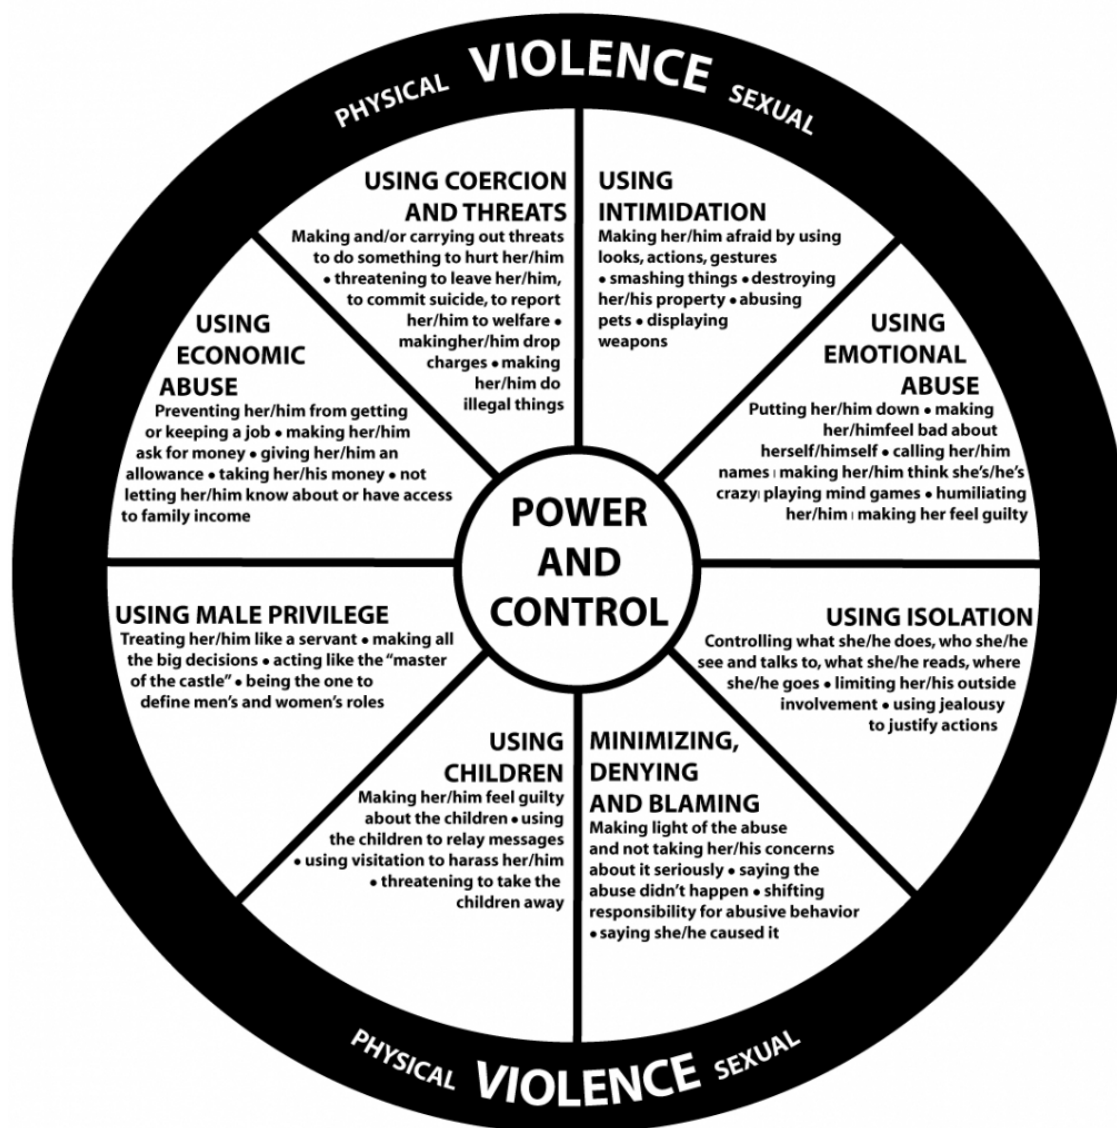 PHYSICAL VIOLENCE SEXUAL
USING COERCION
AND THREATS
Making and/or carrying out threats
to do something to hurt her/him
• threatening to leave her/him,
to commit suicide, to report
her/him to welfare •
makingher/him drop
charges • making
her/him do
illegal things
USING
INTIMIDATION
Making her/him afraid by using
looks, actions, gestures
• smashing things • destroying
her/his property • abusing
pets • displaying
weapons
USING
EMOTIONAL
ABUSE
Putting her/him down • making
her/himfeel bad about
herself/himself • calling her/him
names | making her/him think she's/he's
crazy| playing mind games • humiliating
her/him | making her feel guilty
USING ISOLATION
Controlling what she/he does, who she/he
see and talks to, what she/he reads, where
she/he goes • limiting her/his outside
involvement • using jealousy
to justify actions
MINIMIZING,
DENYING
AND BLAMING
Making light of the abuse
and not taking her/his concerns
about it seriously • saying the
abuse didn't happen • shifting
responsibility for abusive behavior
• saying she/he caused it
USING
CHILDREN
Making her/him feel guilty
about the children • using
the children to relay messages
• using visitation to harass her/him
• threatening to take the
children away
USING MALE PRIVILEGE
Treating her/him like a servant • making all
the big decisions • acting like the “master
of the castle” • being the one to
define men's and women's roles
USING
ECONOMIC
ABUSE
Preventing her/him from getting
or keeping a job • making her/him
ask for money • giving her/him an
allowance • taking her/his money • not
letting her/him know about or have access
to family income
POWER
AND
CONTROL
PHYSICAL VIOLENCE SEXUAL